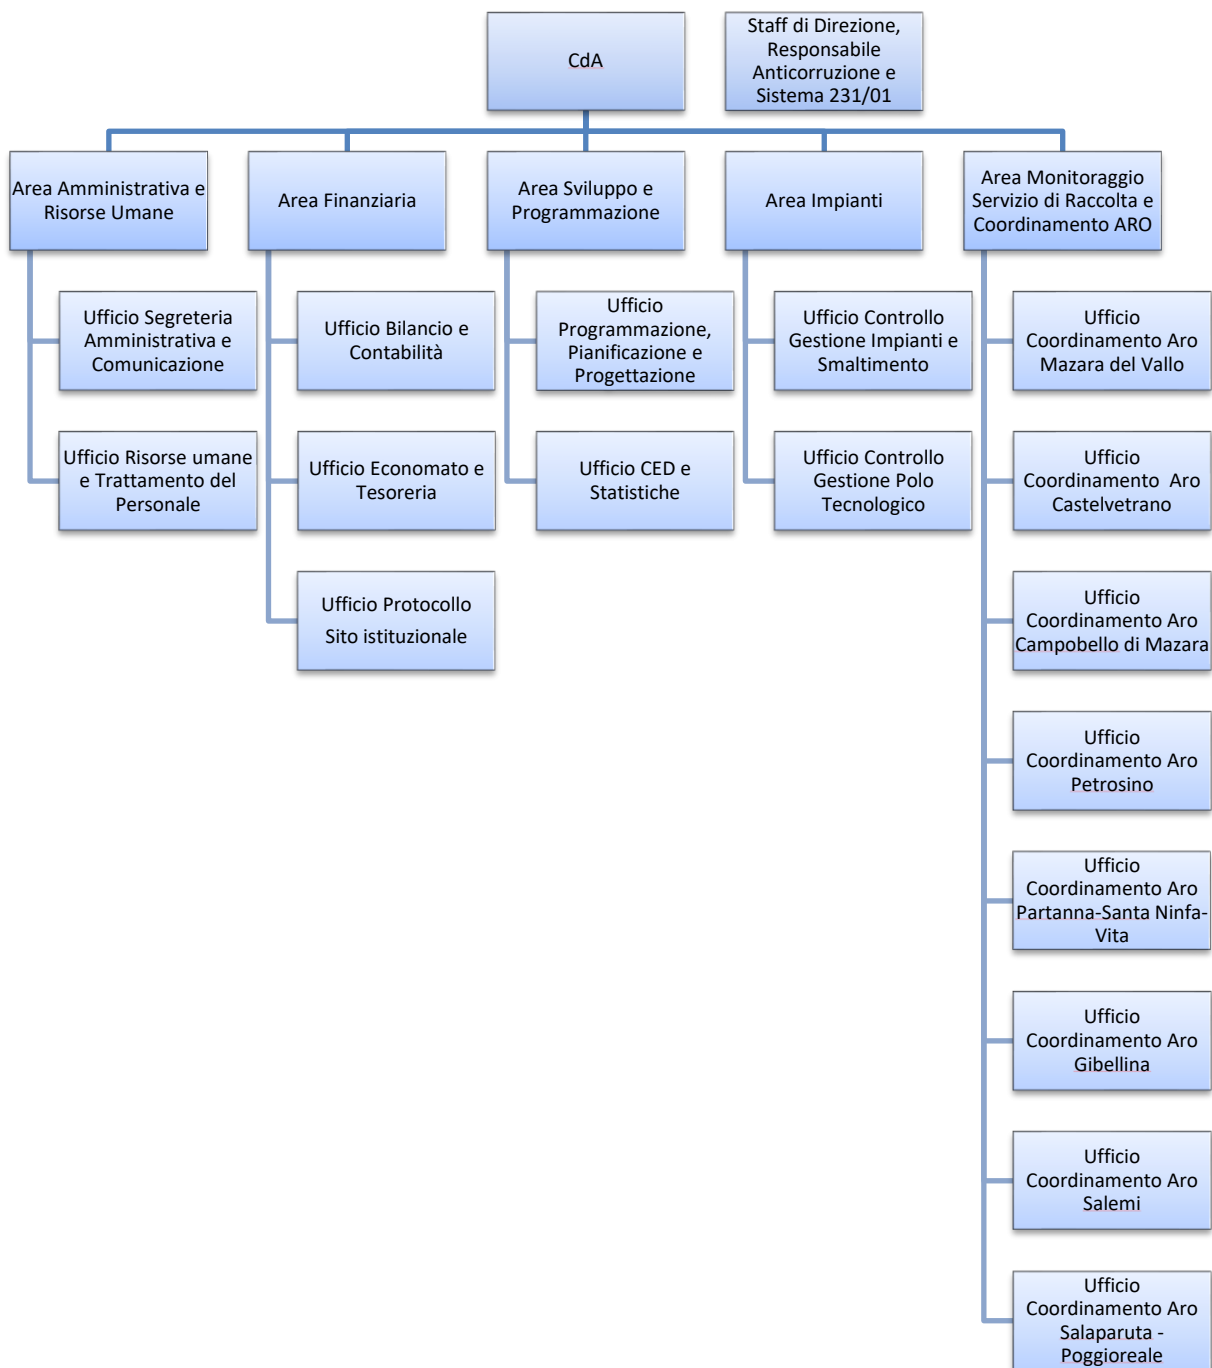 CdA
Staff di Direzione,
Responsabile
Anticorruzione e
Sistema 231/01
Area Amministrativa e
Risorse Umane
Area Finanziaria
Area Sviluppo e
Programmazione
Area Impianti
Area Monitoraggio
Servizio di Raccolta e
Coordinamento ARO
Ufficio Segreteria
Amministrativa e
Comunicazione
Ufficio Bilancio e
Contabilità
Ufficio
Programmazione,
Pianificazione e
Progettazione
Ufficio Controllo
Gestione Impianti e
Smaltimento
Ufficio
Coordinamento Aro
Mazara del Vallo
Ufficio Risorse umane
e Trattamento del
Personale
Ufficio Economato e
Tesoreria
Ufficio CED e
Statistiche
Ufficio Controllo
Gestione Polo
Tecnologico
Ufficio
Coordinamento  Aro
Castelvetrano
Ufficio Protocollo
Sito istituzionale
Ufficio
Coordinamento Aro
Campobello di Mazara
Ufficio
Coordinamento Aro
Petrosino
Ufficio
Coordinamento Aro
Partanna-Santa Ninfa-
Vita
Ufficio
Coordinamento Aro
Gibellina
Ufficio
Coordinamento Aro
Salemi
Ufficio
Coordinamento Aro
Salaparuta -
Poggioreale